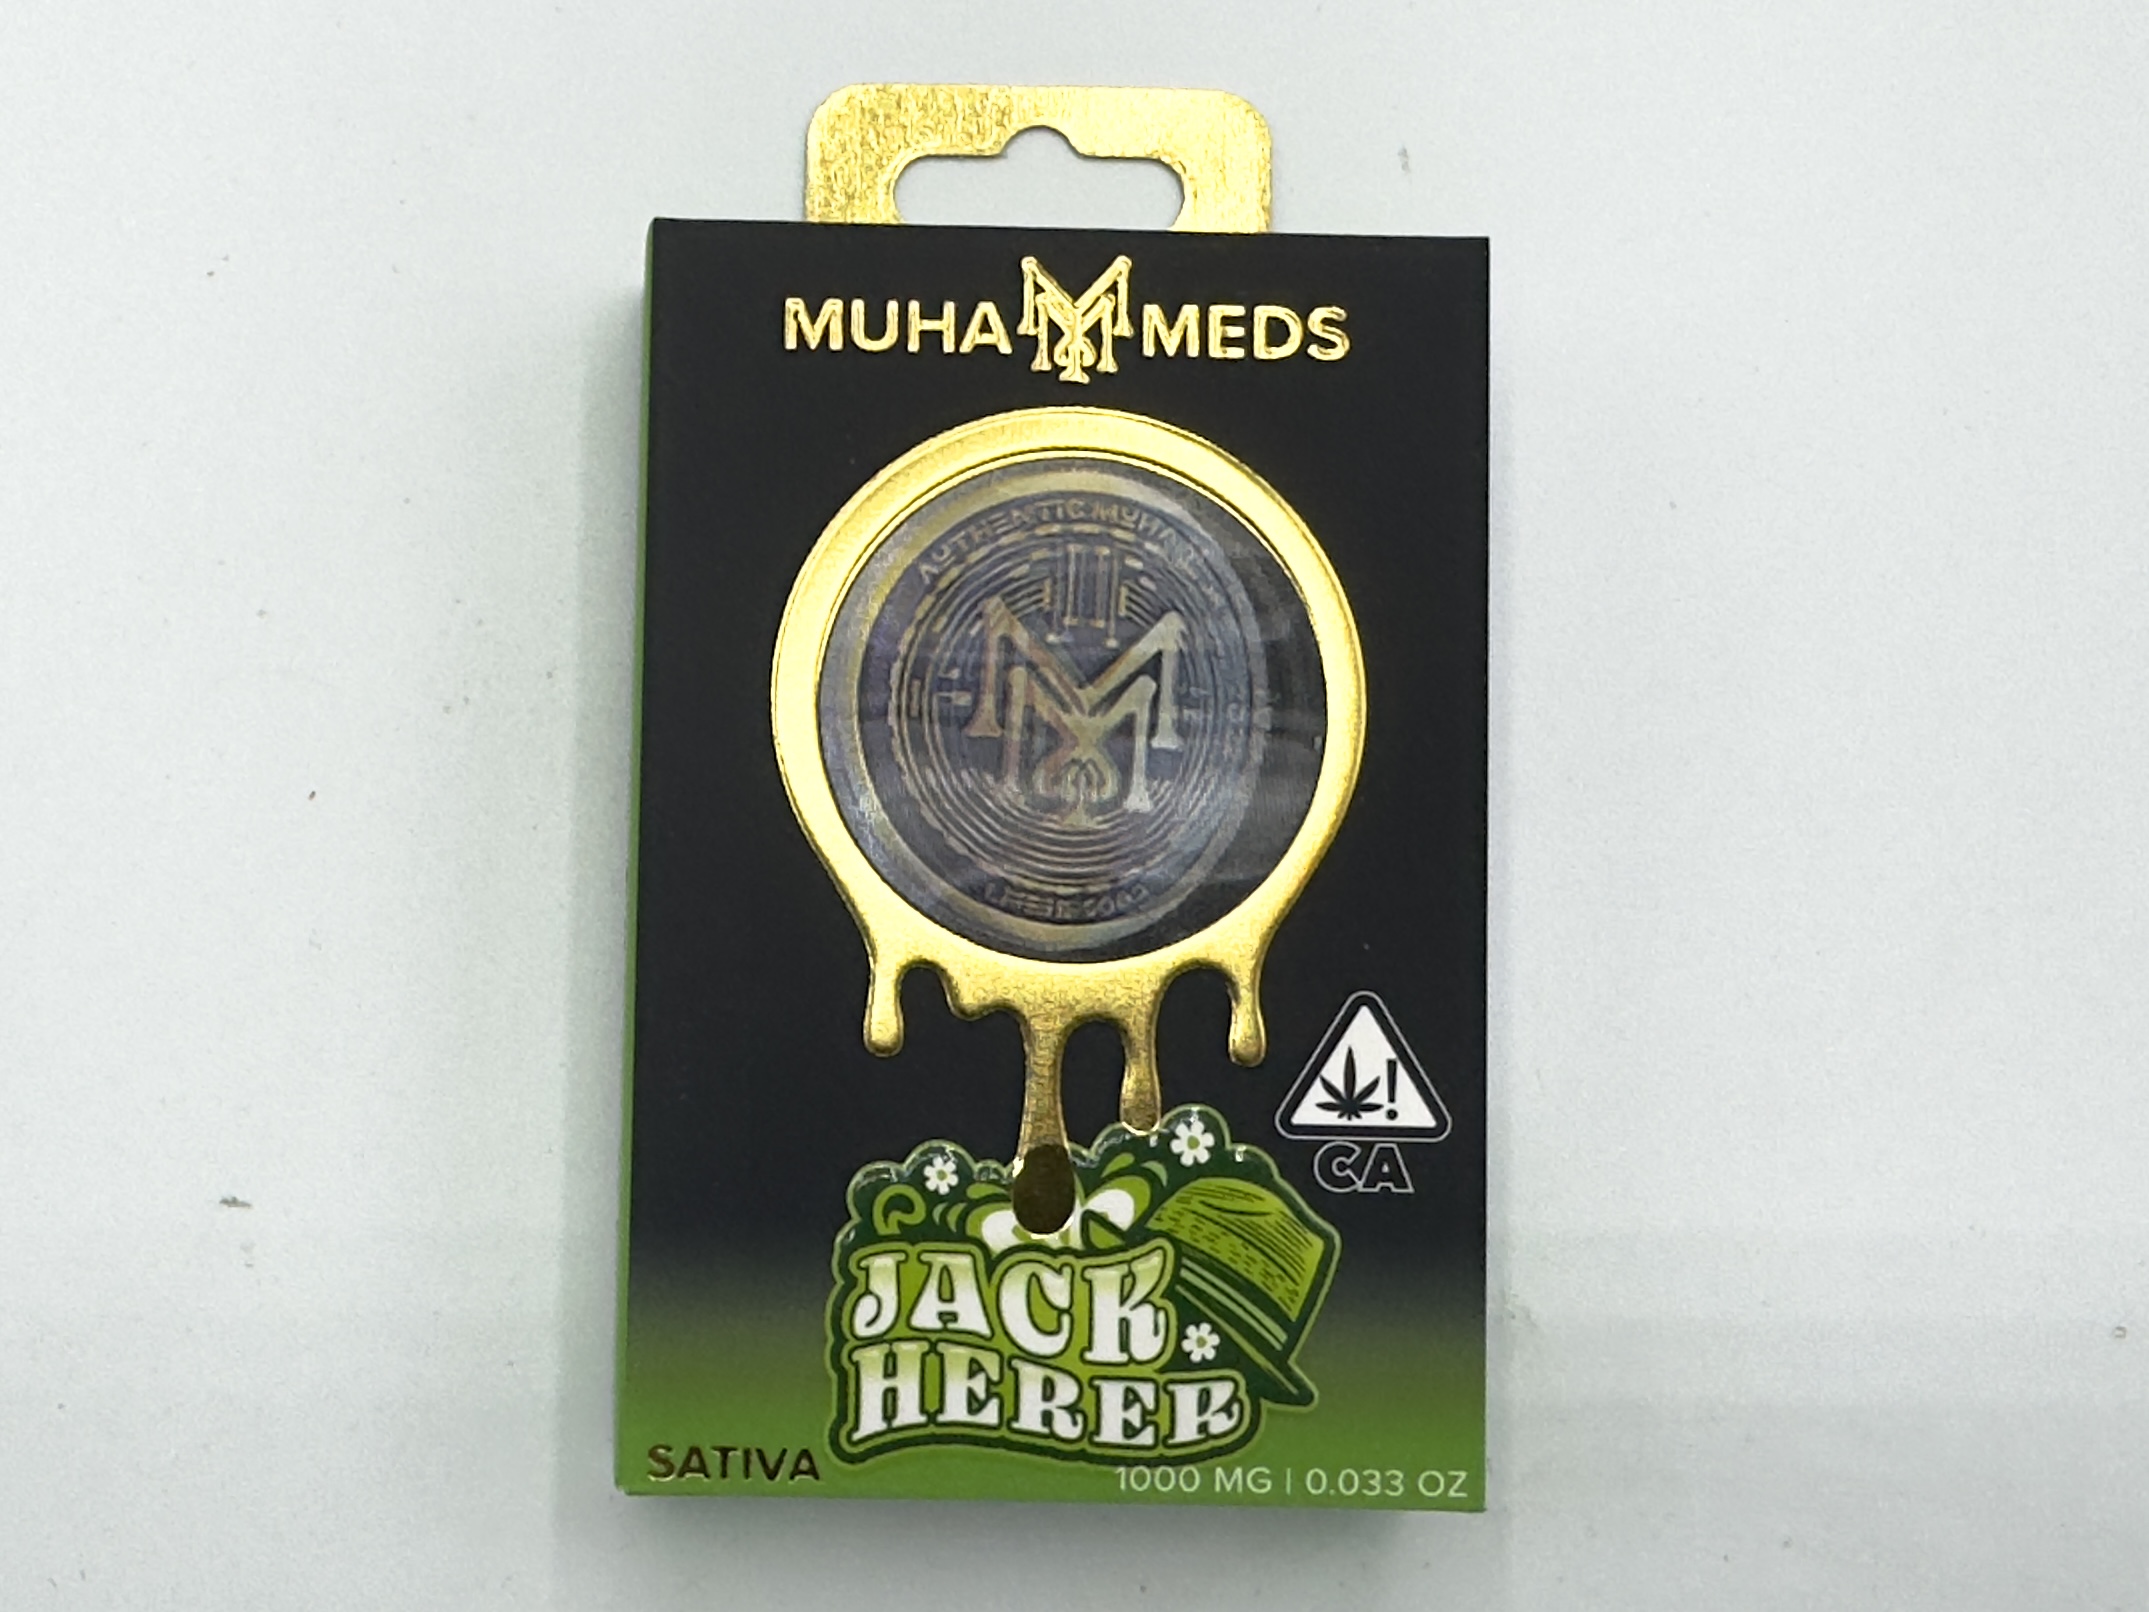 MUHA MEDS
AUTHENTIC MUHA
CA
JACK
HERER
SATIVA
1000 MG | 0.033 OZ